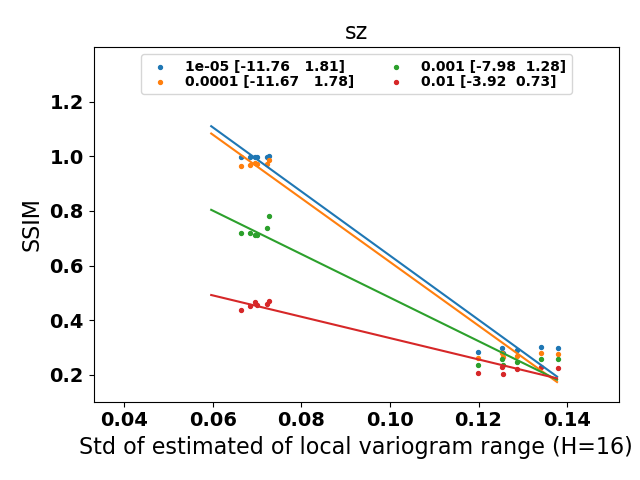 sz
1e-05 [-11.76 1.81]
0.0001 [-11.67 1.78]
0.001 [-7.98 1.28]
0.01 [-3.92 0.73]
SSIM
1.2
1.0
0.8
0.6
0.4
0.2
0.04 0.06 0.08 0.10 0.12 0.14
Std of estimated of local variogram range (H=16)